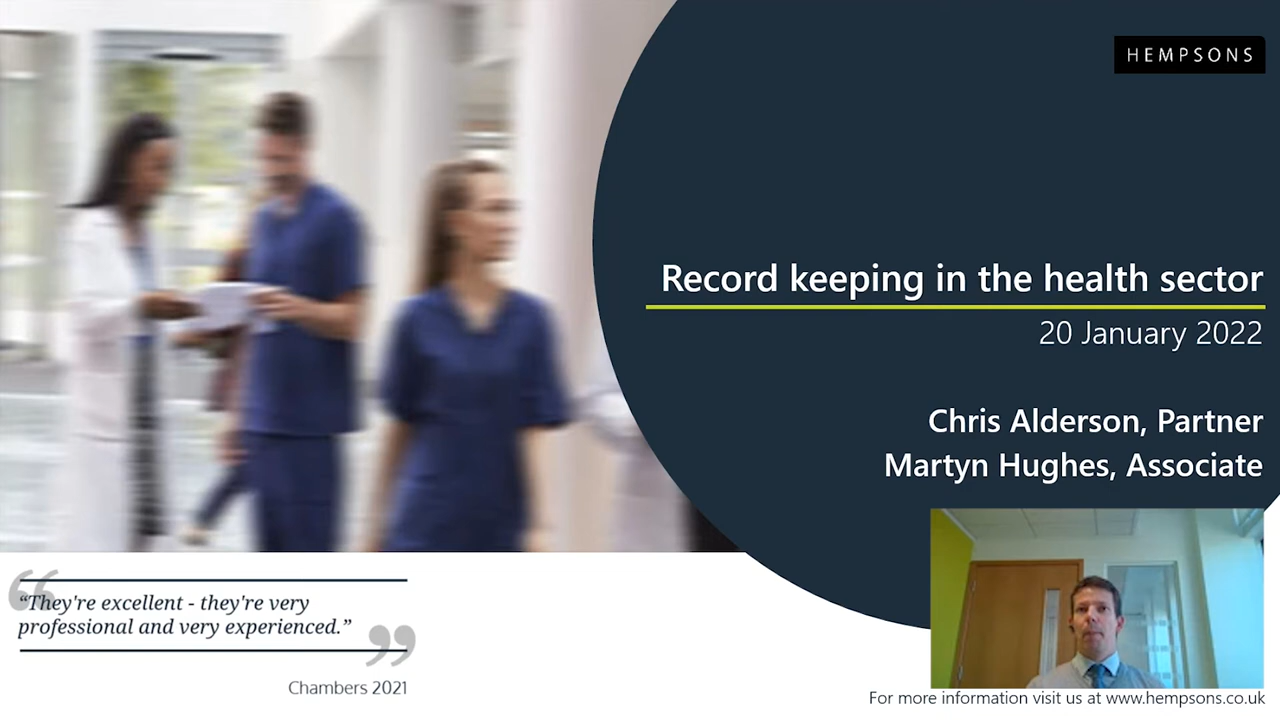 HEMPSONS
Record keeping in the health sector
20 January 2022
Chris Alderson, Partner
Martyn Hughes, Associate
“They're excellent - they're very
professional and very experienced.”
Chambers 2021
For more information visit us at www.hempsons.co.uk